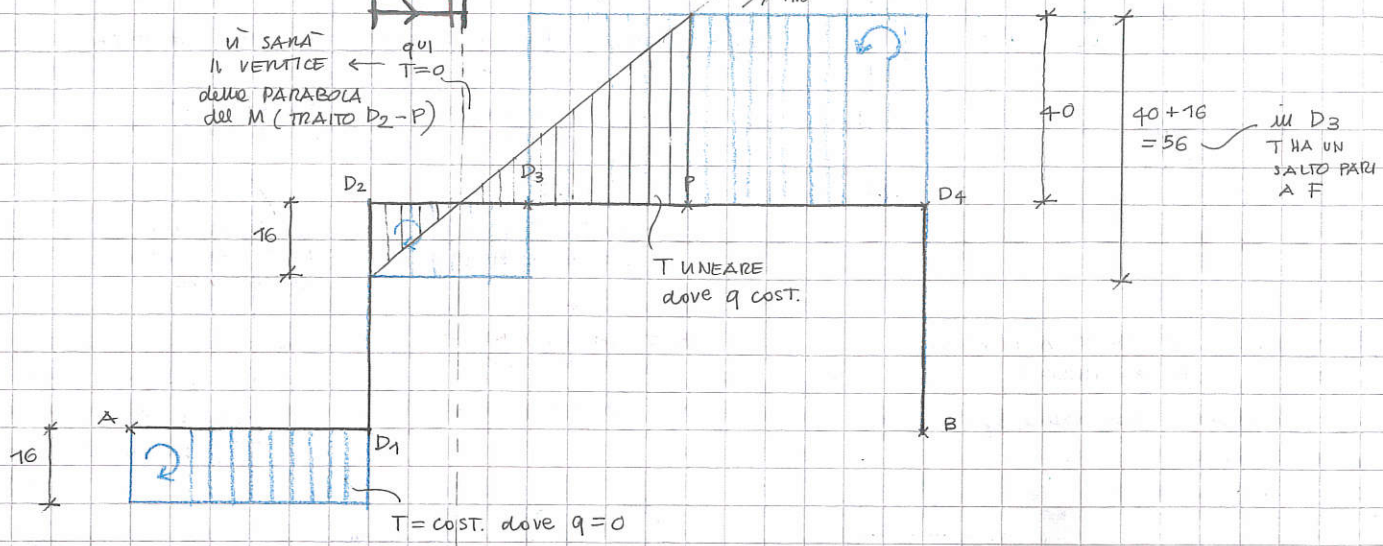 lì SARÀ
IL VERTICE ← qui T=0
della PARABOLA
del M (TRATTO D2-P)
40
40+16
=56
in D3
T HA UN
SALTO PARI
A F
D2
D3
P
D4
16
T LINEARE
dove q COST.
A
D1
B
16
T = COST. dove q=0